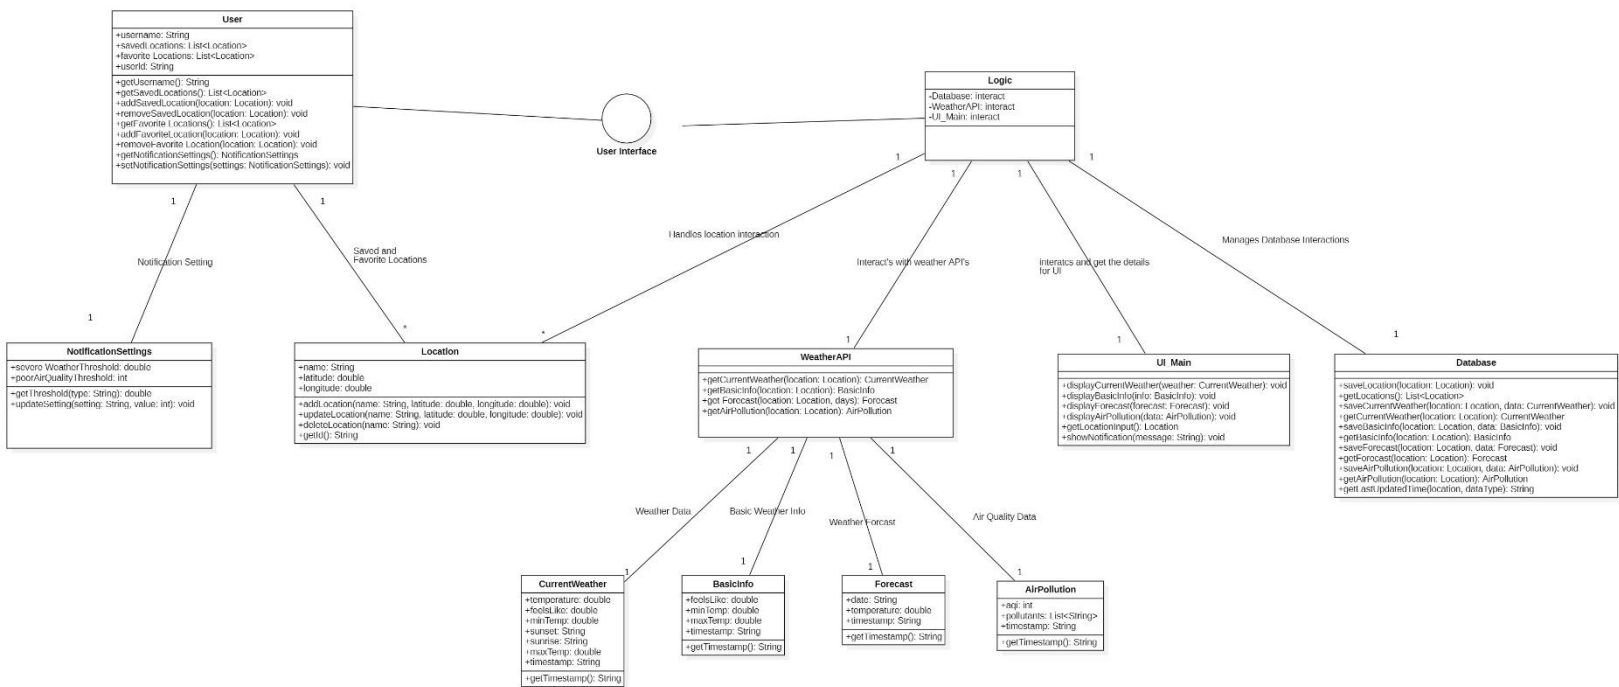 User
+username: String
+savedLocations: List<Location>
+favorite Locations: List<Location>
+userId: String
+getUsername(): String
+getSavedLocations(): List<Location>
+addSavedLocation(location: Location): void
+removeSavedLocation(location: Location): void
+getFavorite Locations(): List<Location>
+addFavoriteLocation(location: Location): void
+removeFavorite Location(location: Location): void
+getNotificationSettings(): NotificationSettings
+setNotificationSettings(settings: NotificationSettings): void
User Interface
Logic
-Database: interact
-WeatherAPI: interact
-UI_Main: interact
1
1
1
1
1
1
Notification Setting
Saved and
Favorite Locations
Handles location interaction
Interact's with weather API's
interatcs and get the details
for UI
Manages Database Interactions
1
*
*
1
1
1
NotificationSettings
+severe WeatherThreshold: double
+poorAirQualityThreshold: int
+getThreshold(type: String): double
+updateSetting(setting: String, value: int): void
Location
+name: String
+latitude: double
+longitude: double
+addLocation(name: String, latitude: double, longitude: double): void
+updateLocation(name: String, latitude: double, longitude: double): void
+deleteLocation(name: String): void
+getId(): String
WeatherAPI
+getCurrentWeather(location: Location): CurrentWeather
+getBasicInfo(location: Location): BasicInfo
+get Forecast(location: Location, days): Forecast
+getAirPollution(location: Location): AirPollution
UI_Main
+displayCurrentWeather(weather: CurrentWeather): void
+displayBasicInfo(info: BasicInfo): void
+displayForecast(forecast: Forecast): void
+displayAirPollution(data: AirPollution): void
+getLocationInput(): Location
+showNotification(message: String): void
Database
+saveLocation(location: Location): void
+getLocations(): List<Location>
+saveCurrentWeather(location: Location, data: CurrentWeather): void
+getCurrentWeather(location: Location): CurrentWeather
+saveBasicInfo(location: Location, data: BasicInfo): void
+getBasicInfo(location: Location): BasicInfo
+saveForecast(location: Location, data: Forecast): void
+getForecast(location: Location): Forecast
+saveAirPollution(location: Location, data: AirPollution): void
+getAirPollution(location: Location): AirPollution
+getLastUpdatedTime(location, dataType): String
1
1
1
1
Weather Data
Basic Weather Info
Weather Forcast
Air Quality Data
1
1
1
1
CurrentWeather
+temperature: double
+feelsLike: double
+minTemp: double
+sunset: String
+sunrise: String
+maxTemp: double
+timestamp: String
+getTimestamp(): String
BasicInfo
+feelsLike: double
+minTemp: double
+maxTemp: double
+timestamp: String
+getTimestamp(): String
Forecast
+date: String
+temperature: double
+timestamp: String
+getTimestamp(): String
AirPollution
+aqi: int
+pollutants: List<String>
+timestamp: String
+getTimestamp(): String